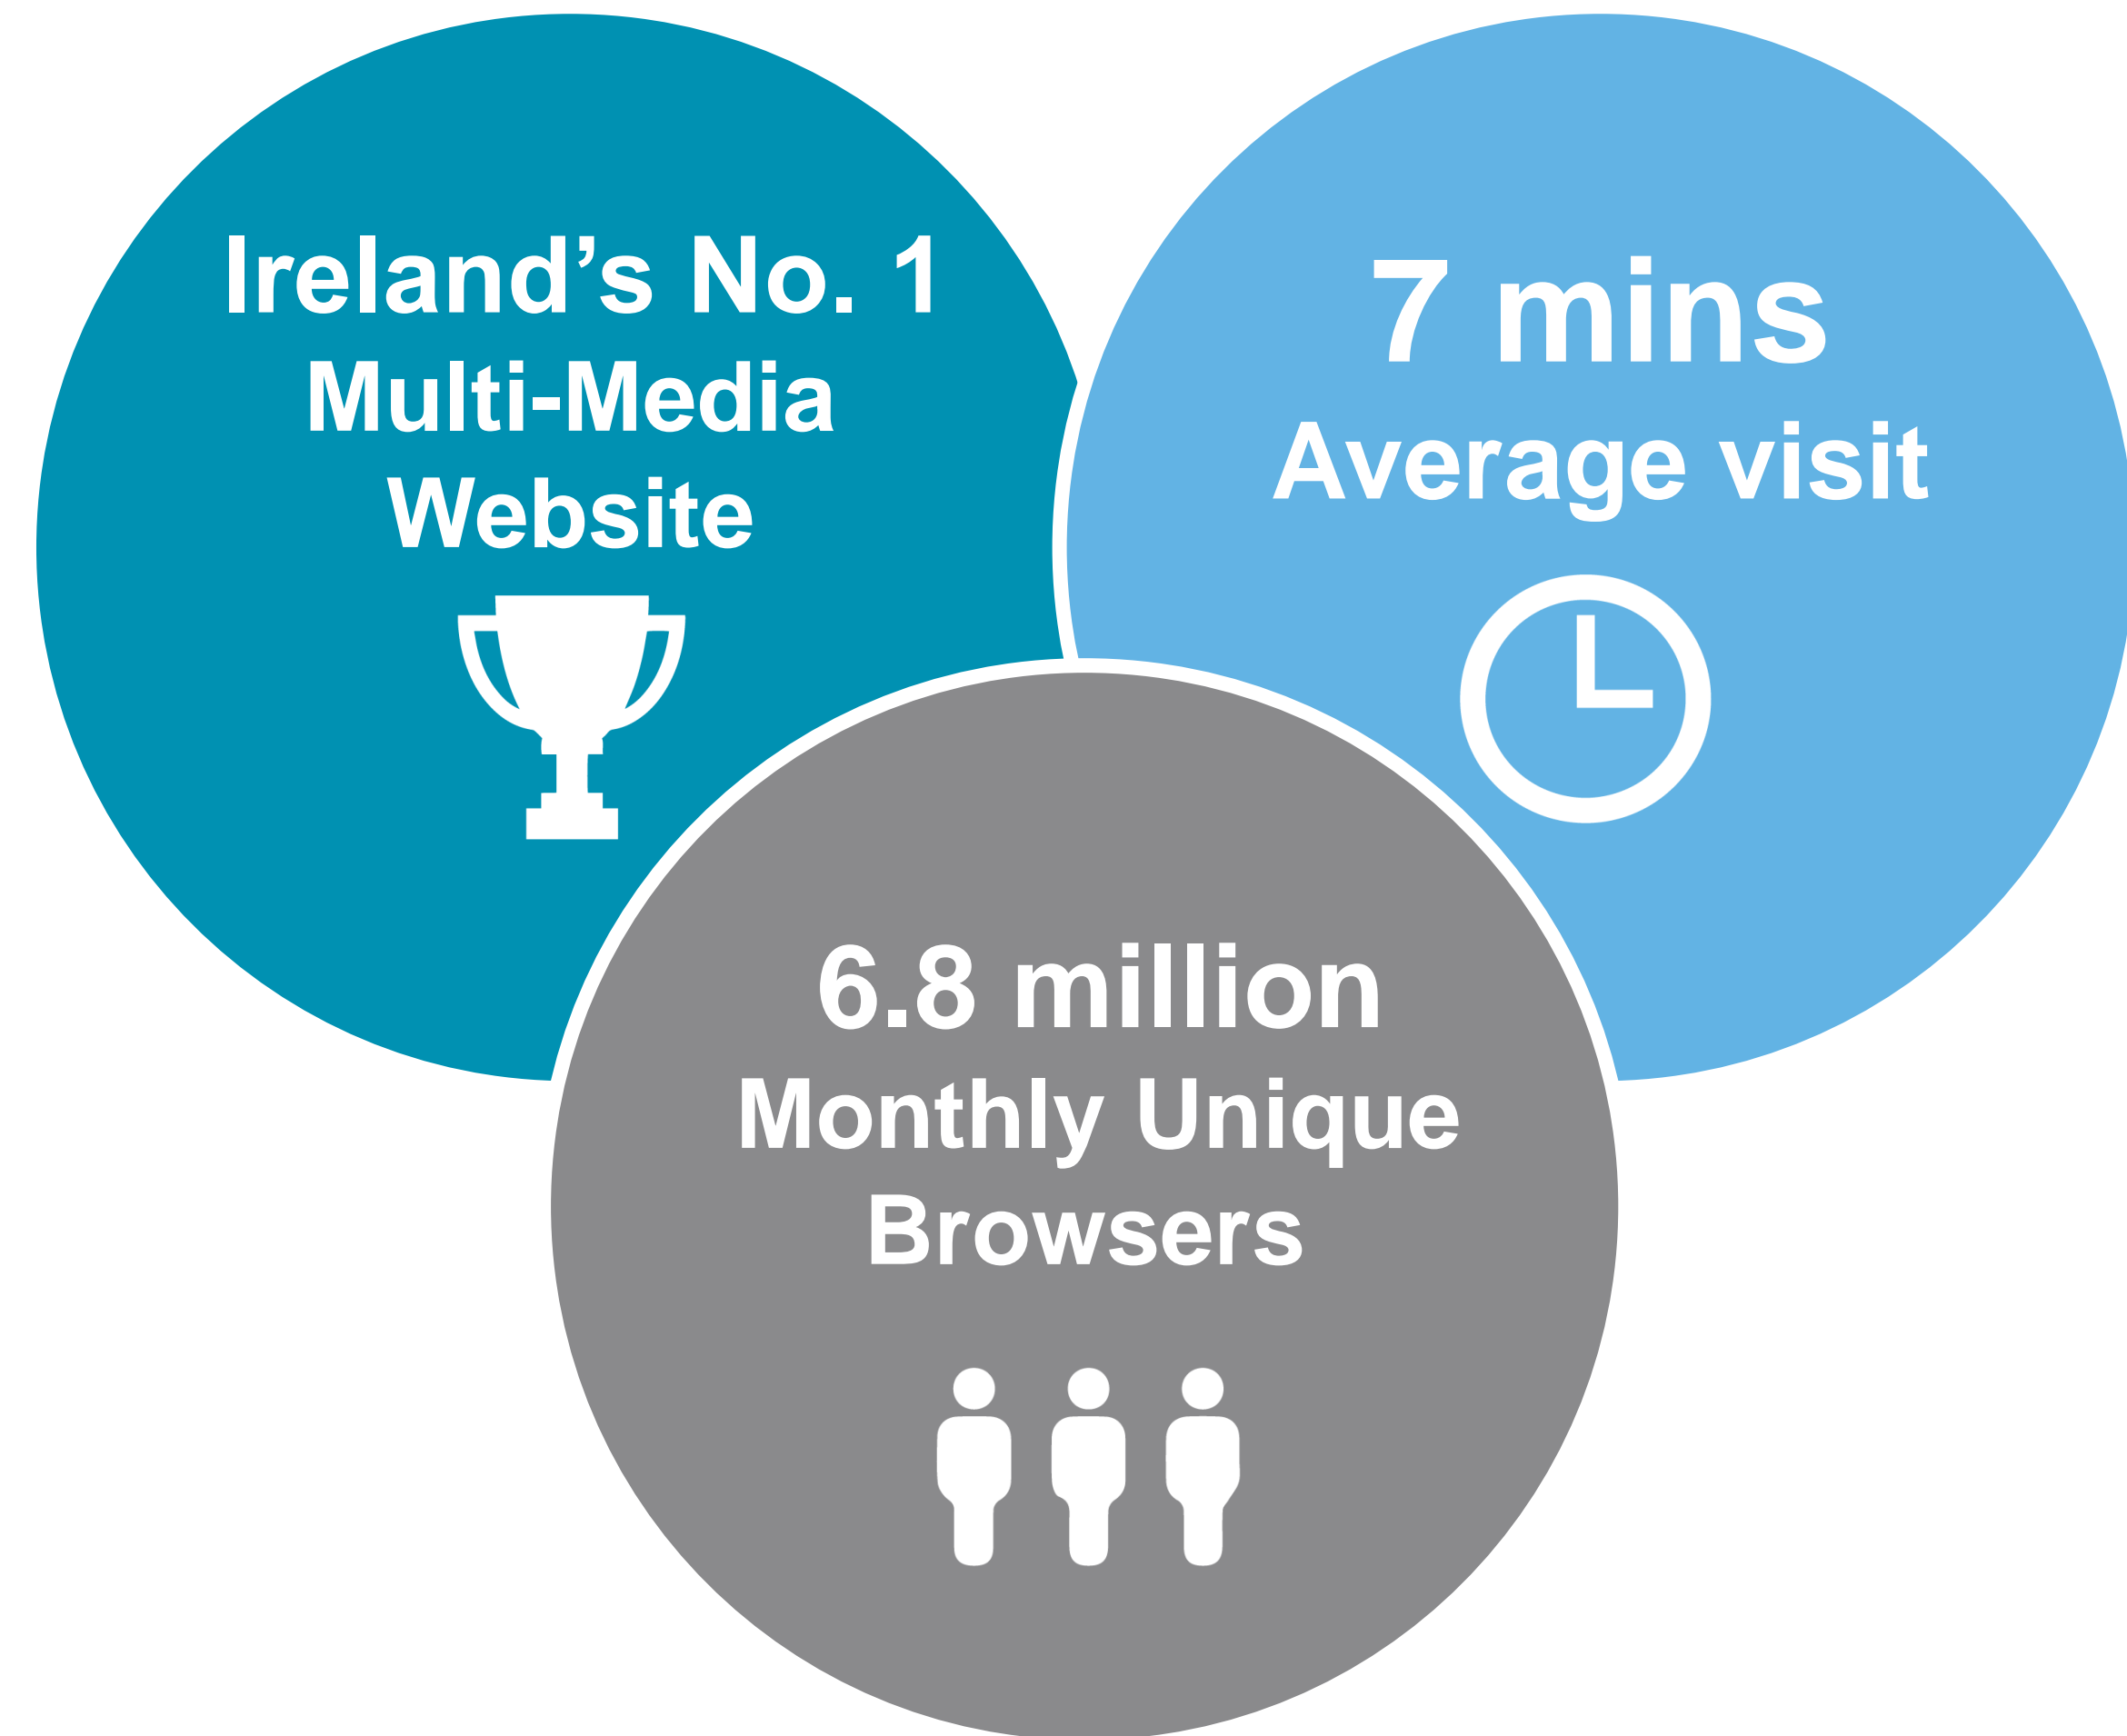 Ireland’s No. 1
Multi-Media
Website
7 mins
Average visit
6.8 million
Monthly Unique
Browsers